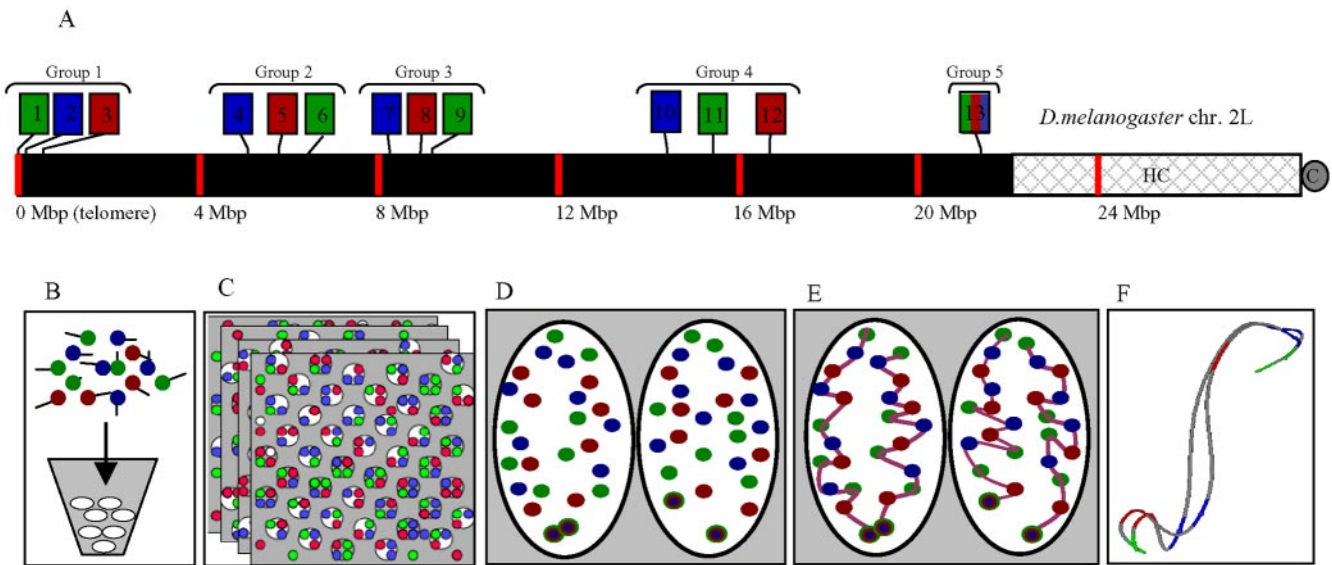 A
Group 1 Group 2 Group 3 Group 4 Group 5
1 2 3 4 5 6 7 8 9 10 11 12 13 D.melanogaster chr. 2L
HC C
0 Mbp (telomere) 4 Mbp 8 Mbp 12 Mbp 16 Mbp 20 Mbp 24 Mbp
B C D E F